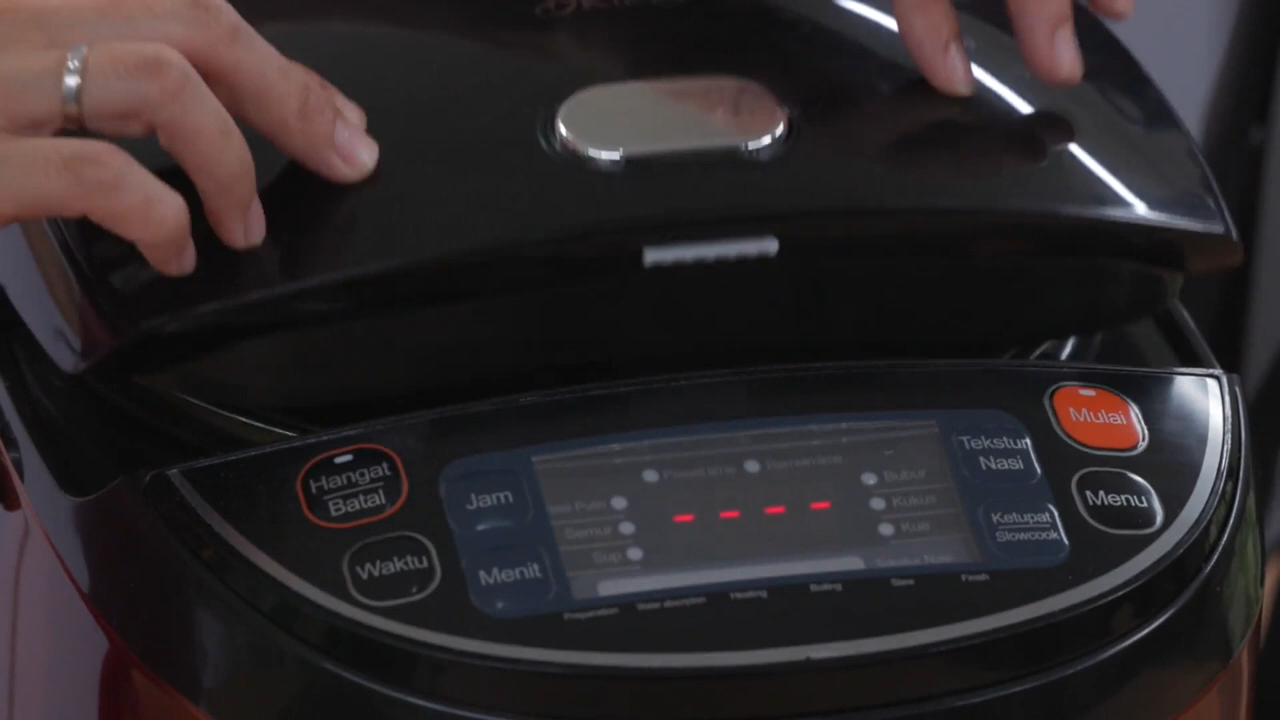 Hangat
Batal
Waktu
Jam
Menit
Preset time
Semur
Sup
Bubur
Kukus
Kue
- - - -
Tekstur
Nasi
Ketupat
Slowcook
Mulai
Menu
Preparation
Water absorption
Heating
Boiling
Stew
Finish